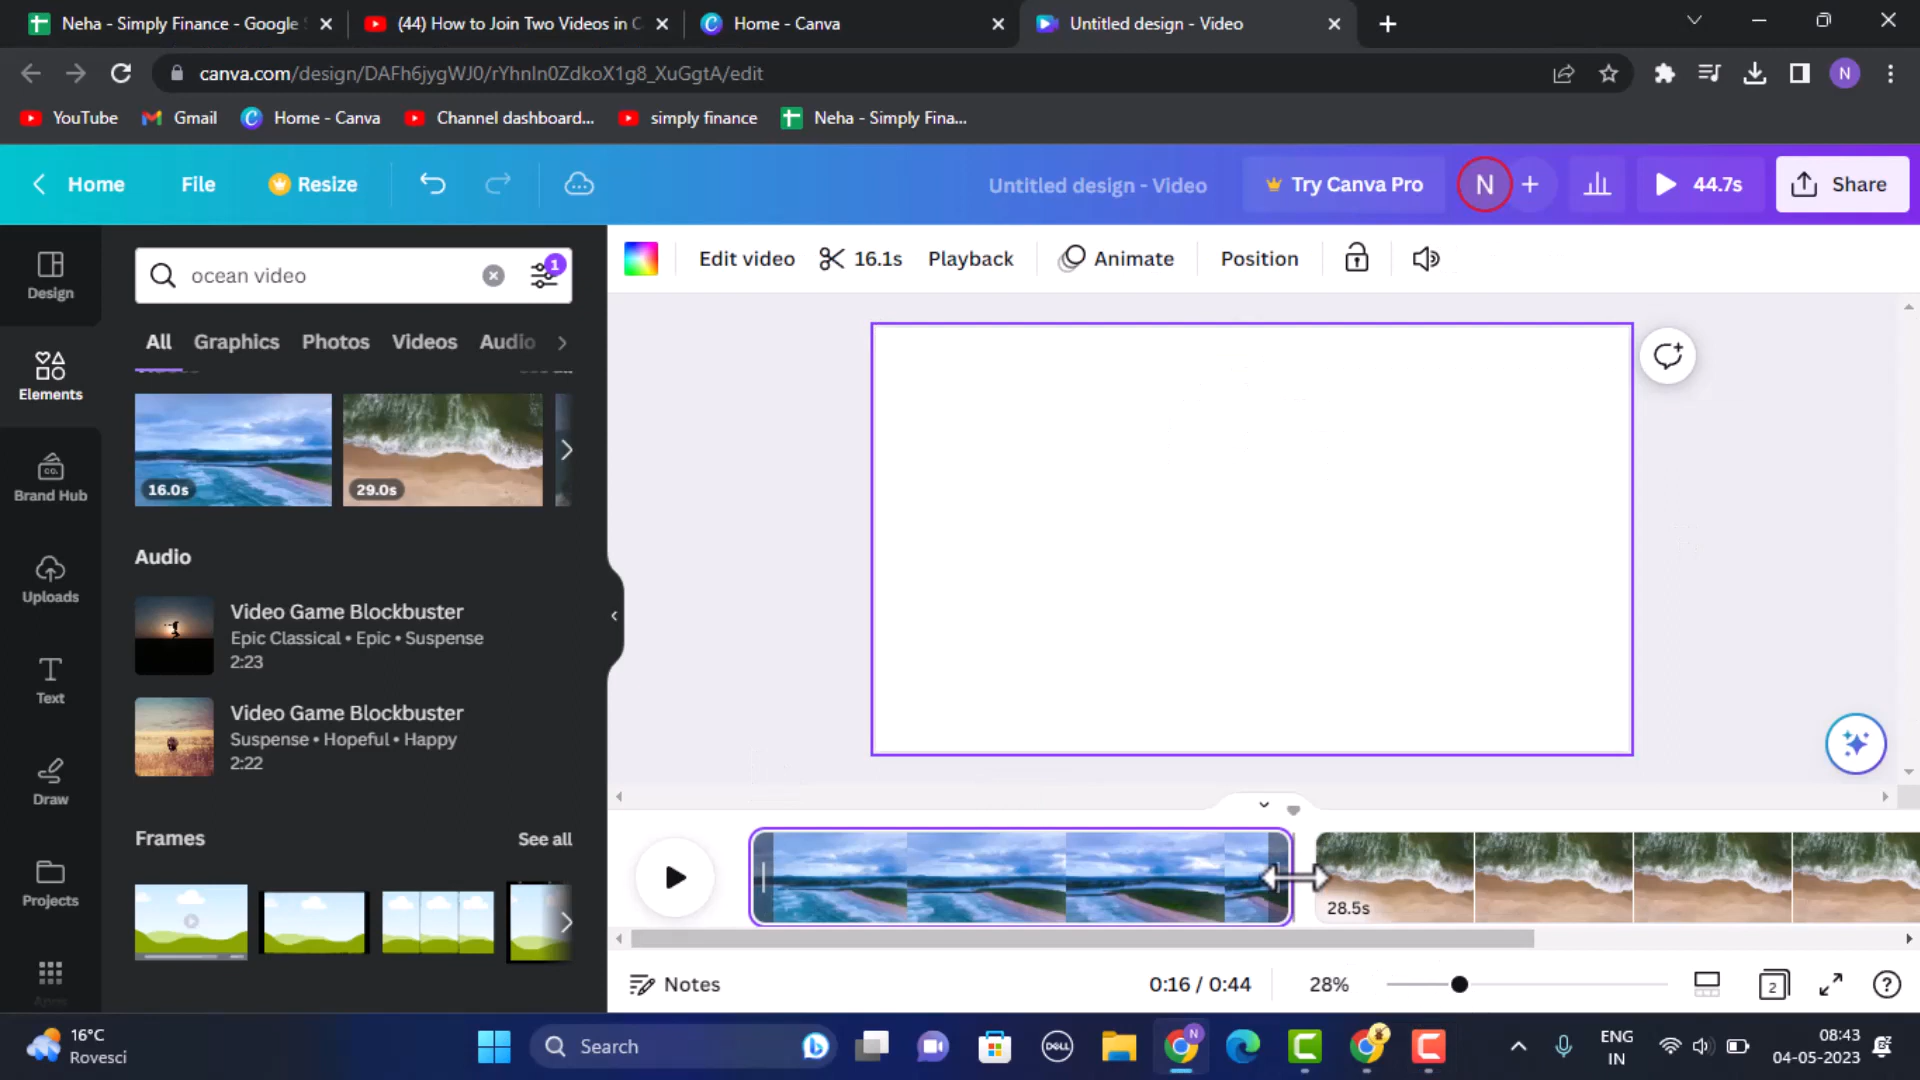 Neha - Simply Finance - Google
(44) How to Join Two Videos in C
Home - Canva
Untitled design - Video
canva.com/design/DAFh6jygWJ0/rYhnIn0ZdkoX1g8_XuGgtA/edit
N
YouTube
Gmail
Home - Canva
Channel dashboard...
simply finance
Neha - Simply Fina...
Home
File
Resize
Untitled design - Video
Try Canva Pro
N
44.7s
Share
Design
Elements
Brand Hub
CO.
Uploads
Text
Draw
Projects
Apps
ocean video
1
All
Graphics
Photos
Videos
Audio
16.0s
29.0s
Audio
Video Game Blockbuster
Epic Classical • Epic • Suspense
2:23
Video Game Blockbuster
Suspense • Hopeful • Happy
2:22
Frames
See all
Edit video
16.1s
Playback
Animate
Position
28.5s
Notes
0:16 / 0:44
28%
2
16°C
Rovesci
Search
DELL
N
ENG
IN
08:43
04-05-2023